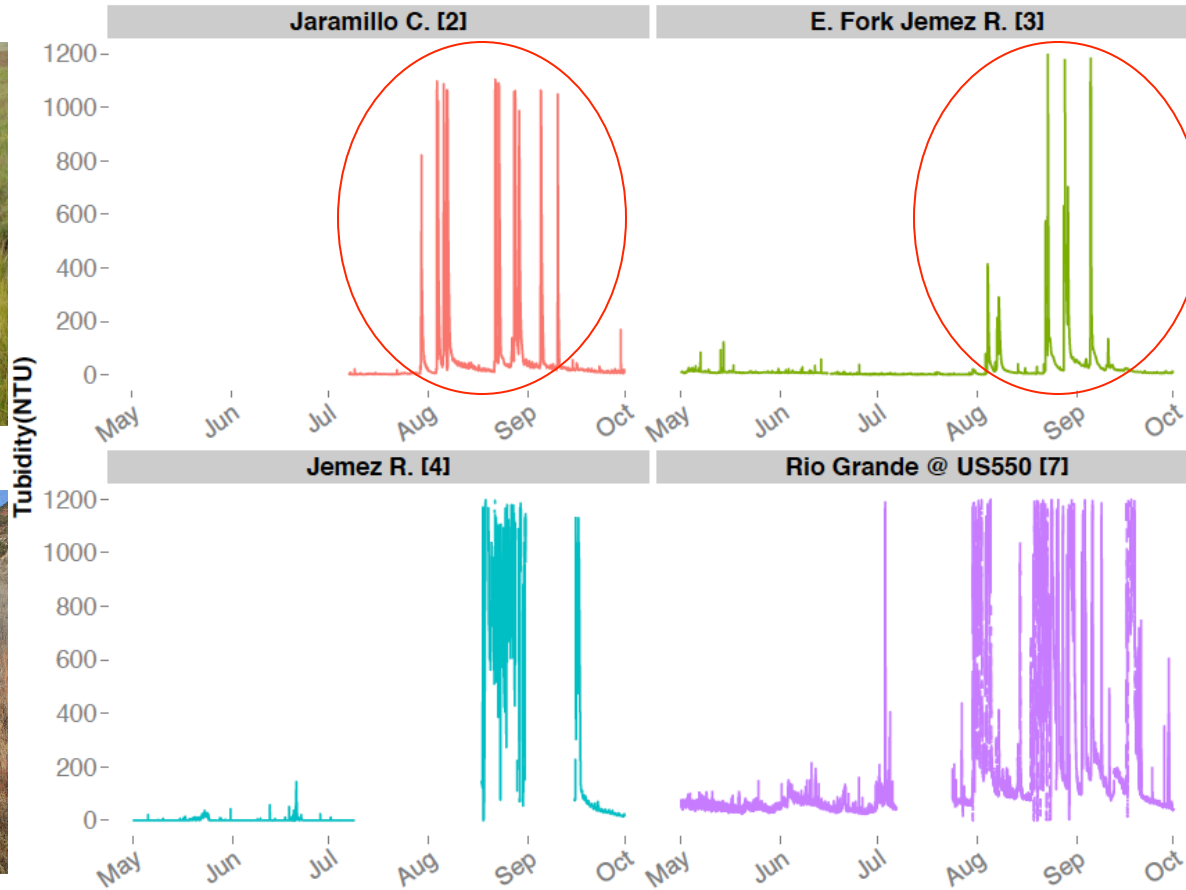 Jaramillo C. [2]
E. Fork Jemez R. [3]
1200
1000
800
600
400
200
0
May Jun Jul Aug Sep Oct
May Jun Jul Aug Sep Oct
Tubidity(NTU)
Jemez R. [4]
Rio Grande @ US550 [7]
1200
1000
800
600
400
200
0
May Jun Jul Aug Sep Oct
May Jun Jul Aug Sep Oct